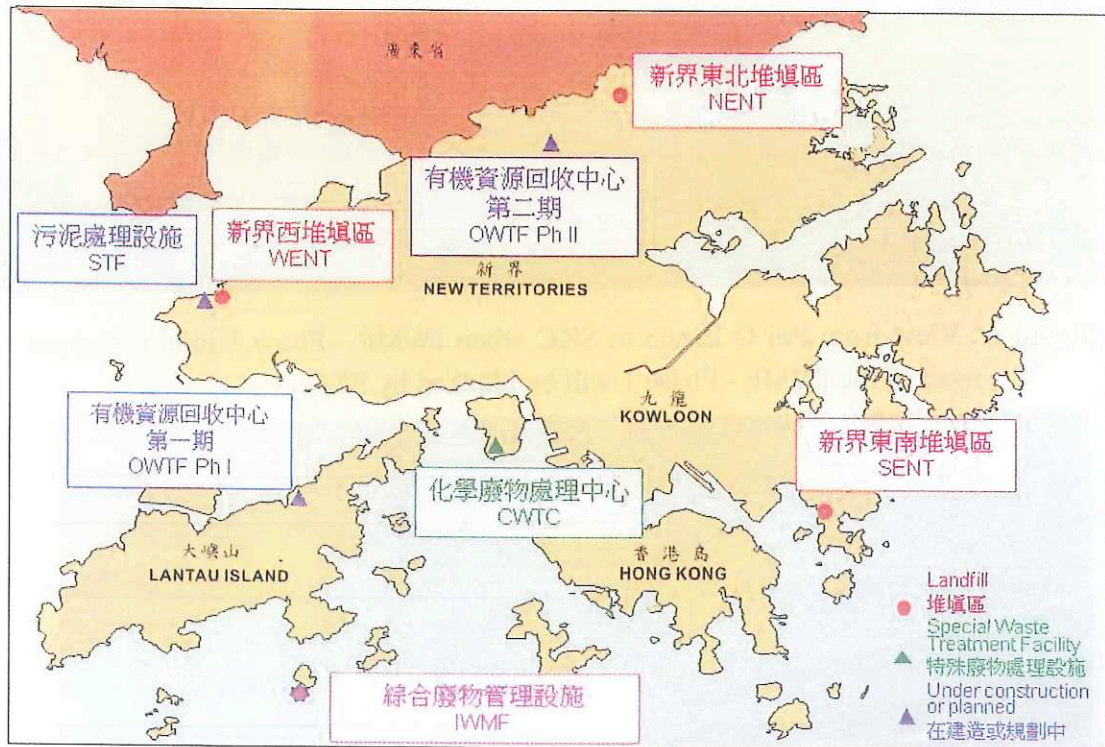 廣東省
新界東北堆填區
NENT
有機資源回收中心
第二期
OWTF Ph II
污泥處理設施
STF
新界西堆填區
WENT
新界
NEW TERRITORIES
有機資源回收中心
第一期
OWTF Ph I
九龍
KOWLOON
新界東南堆填區
SENT
化學廢物處理中心
CWTC
大嶼山
LANTAU ISLAND
香港島
HONG KONG
綜合廢物管理設施
IWMF
Landfill
堆填區
Special Waste
Treatment Facility
特殊廢物處理設施
Under construction
or planned
在建造或規劃中